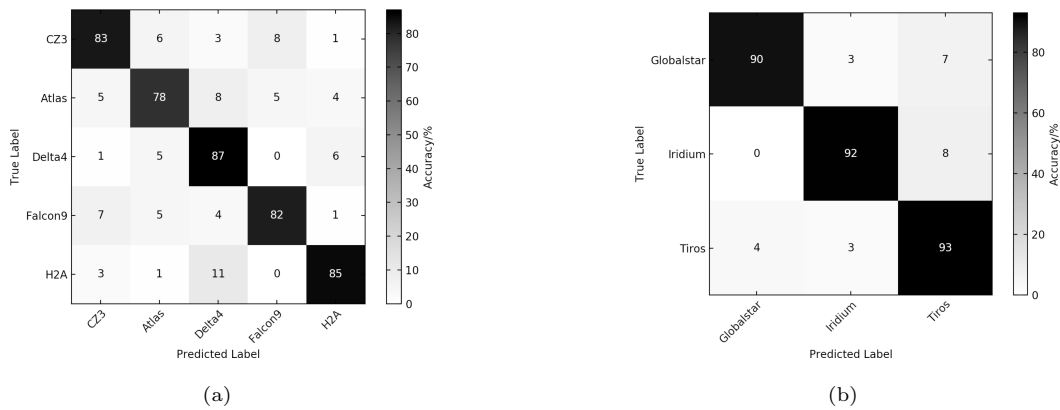 CZ3 83 6 3 8 1
Atlas 5 78 8 5 4
Delta4 1 5 87 0 6
Falcon9 7 5 4 82 1
H2A 3 1 11 0 85
CZ3 Atlas Delta4 Falcon9 H2A
Predicted Label
True Label
80
70
60
50
40
30
20
10
0
Accuracy/%
(a)
Globalstar 90 3 7
Iridium 0 92 8
Tiros 4 3 93
Globalstar Iridium Tiros
Predicted Label
True Label
80
60
40
20
0
Accuracy/%
(b)